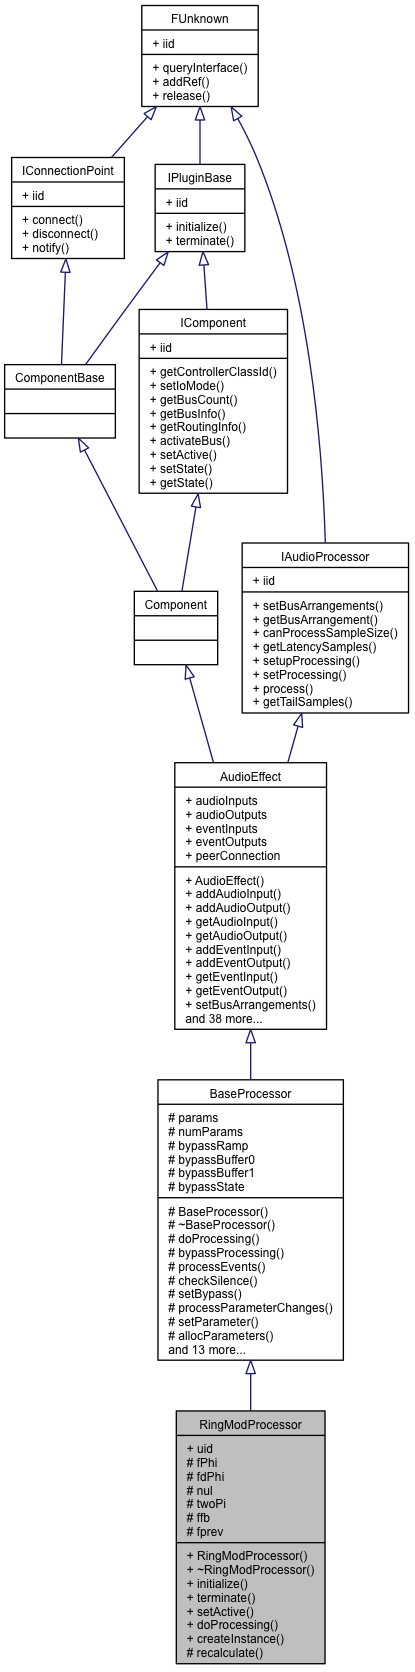 FUnknown
+ iid
+ queryInterface()
+ addRef()
+ release()
IConnectionPoint
+ iid
+ connect()
+ disconnect()
+ notify()
IPluginBase
+ iid
+ initialize()
+ terminate()
IComponent
+ iid
+ getControllerClassId()
+ setIoMode()
+ getBusCount()
+ getBusInfo()
+ getRoutingInfo()
+ activateBus()
+ setActive()
+ setState()
+ getState()
ComponentBase
IAudioProcessor
+ iid
+ setBusArrangements()
+ getBusArrangement()
+ canProcessSampleSize()
+ getLatencySamples()
+ setupProcessing()
+ setProcessing()
+ process()
+ getTailSamples()
Component
AudioEffect
+ audioInputs
+ audioOutputs
+ eventInputs
+ eventOutputs
+ peerConnection
+ AudioEffect()
+ addAudioInput()
+ addAudioOutput()
+ getAudioInput()
+ getAudioOutput()
+ addEventInput()
+ addEventOutput()
+ getEventInput()
+ getEventOutput()
+ setBusArrangements()
and 38 more...
BaseProcessor
# params
# numParams
# bypassRamp
# bypassBuffer0
# bypassBuffer1
# bypassState
# BaseProcessor()
# ~BaseProcessor()
# doProcessing()
# bypassProcessing()
# processEvents()
# checkSilence()
# setBypass()
# processParameterChanges()
# setParameter()
# allocParameters()
and 13 more...
RingModProcessor
+ uid
# fPhi
# fdPhi
# nul
# twoPi
# ffb
# fprev
+ RingModProcessor()
+ ~RingModProcessor()
+ initialize()
+ terminate()
+ setActive()
+ doProcessing()
+ createInstance()
# recalculate()